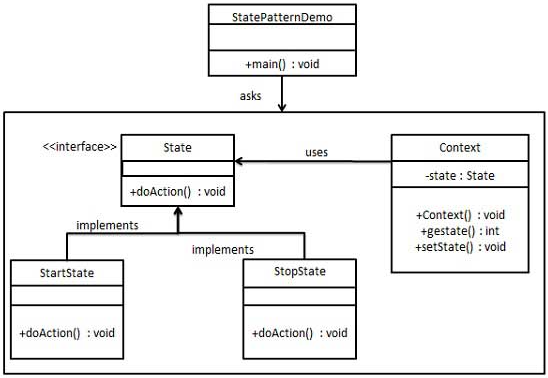 StatePatternDemo
+main() : void
asks
<<interface>>
State
+doAction() : void
uses
Context
-state : State
+Context() : void
+gestate() : int
+setState() : void
implements
implements
StartState
+doAction() : void
StopState
+doAction() : void